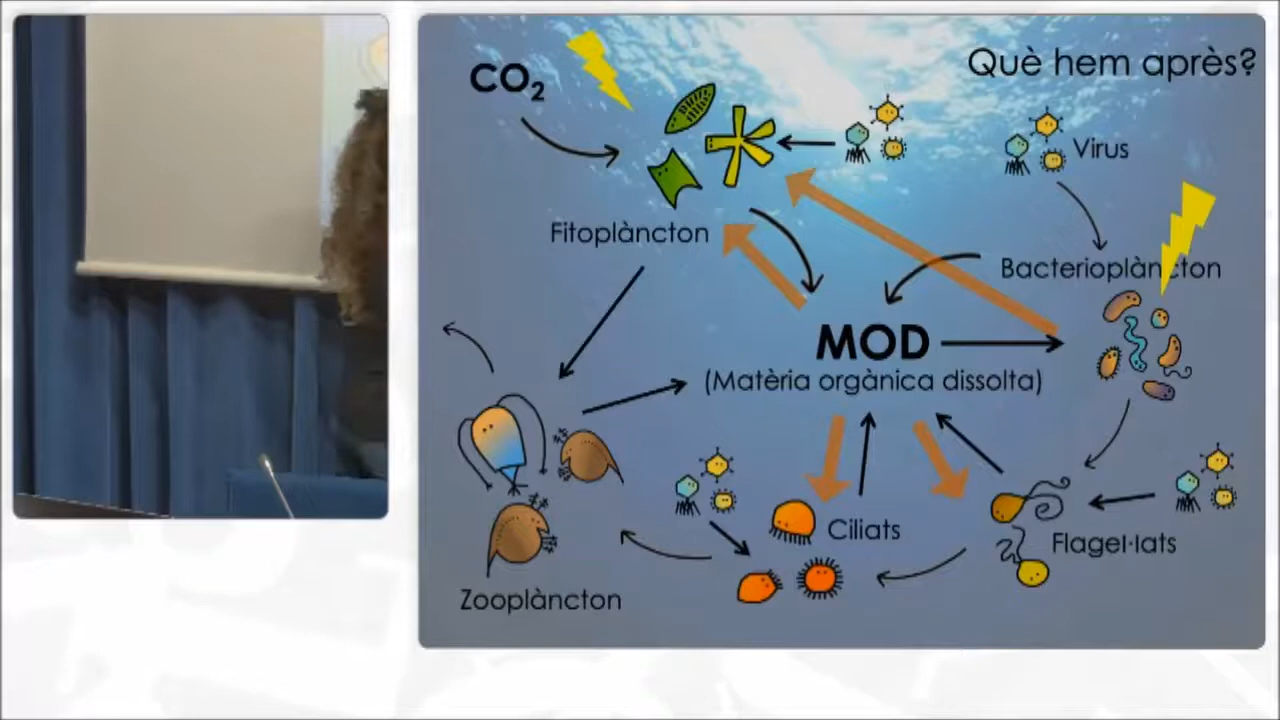 Què hem après?
CO₂
Virus
Fitoplàncton
Bacterioplàncton
MOD
(Matèria orgànica dissolta)
Ciliats
Flagel·lats
Zooplàncton